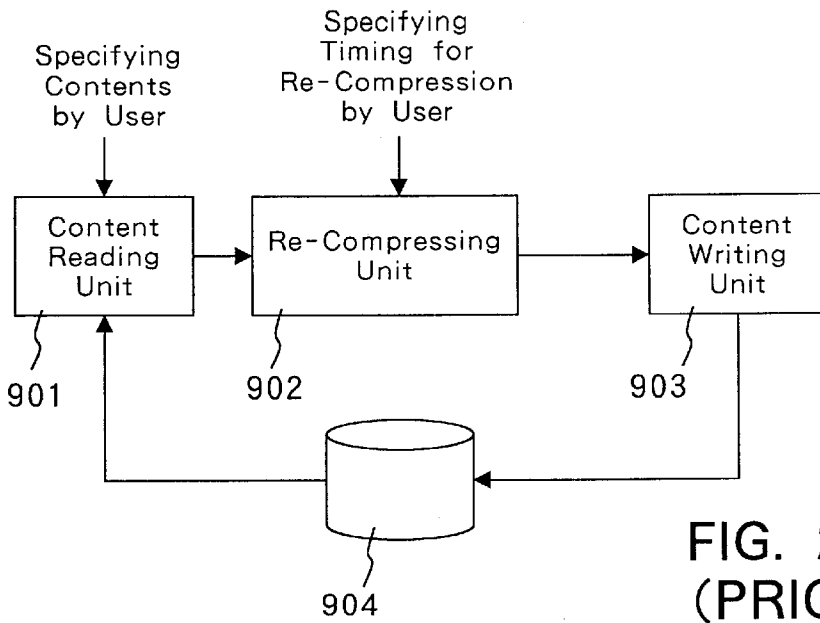 Specifying
Contents
by User
Specifying
Timing for
Re-Compression
by User
Content
Reading
Unit
Re-Compressing
Unit
Content
Writing
Unit
901
902
903
904
FIG.